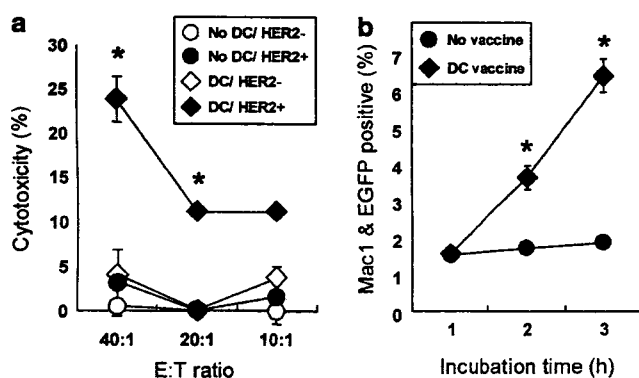 a
No DC/ HER2-
No DC/ HER2+
DC/ HER2-
DC/ HER2+
*
*
30
25
20
15
10
5
0
Cytotoxicity (%)
40:1
20:1
10:1
E:T ratio
b
No vaccine
DC vaccine
*
*
7
6
5
4
3
2
1
0
Mac1 & EGFP positive (%)
1
2
3
Incubation time (h)